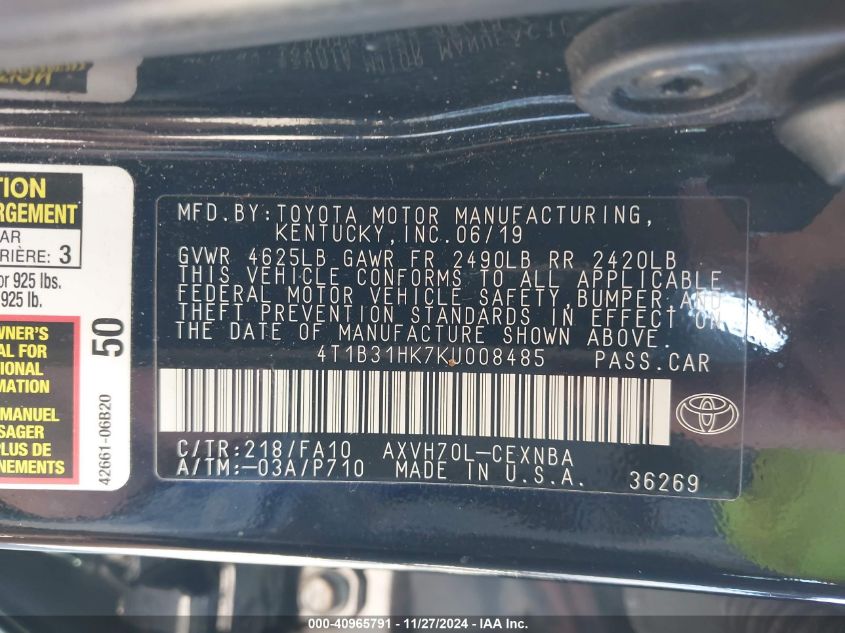 TION
RGEMENT
AR
RIÈRE: 3
or 925 lbs.
925 lb.
WNER'S
AL FOR
TIONAL
MATION
MANUEL
SAGER
PLUS DE
NEMENTS
50
42661-06B20
MFD.BY:TOYOTA MOTOR MANUFACTURING,
KENTUCKY,INC.06/19
GVWR 4625LB GAWR FR 2490LB RR 2420LB
THIS VEHICLE CONFORMS TO ALL APPLICABLE
FEDERAL MOTOR VEHICLE SAFETY,BUMPER,AND
THEFT PREVENTION STANDARDS IN EFFECT ON
THE DATE OF MANUFACTURE SHOWN ABOVE.
4T1B31HK7KU008485 PASS.CAR
C/TR:218/FA10 AXVH70L-CEXNBA
A/TM:-03A/P710 MADE IN U.S.A. 36269
000-40965791 - 11/27/2024 - IAA Inc.